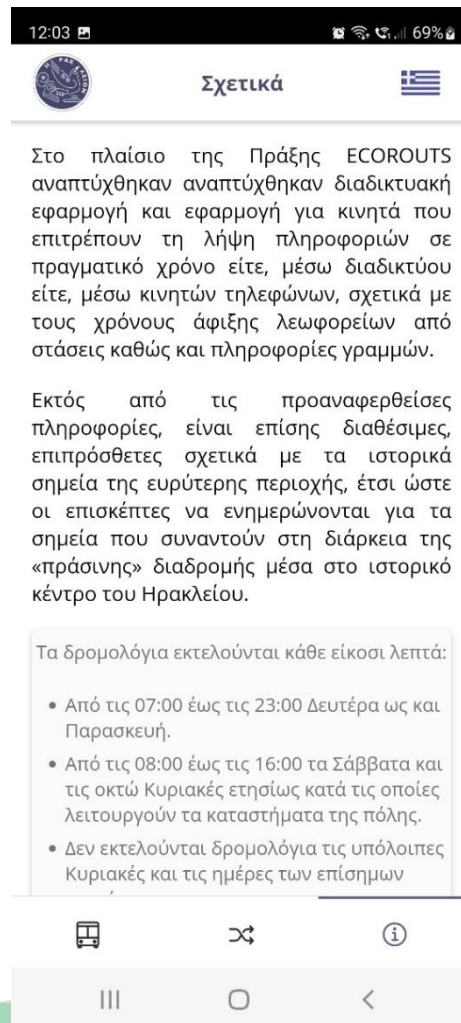 12:03 69%
Σχετικά
Στο πλαίσιο της Πράξης ECOROUTS
αναπτύχθηκαν αναπτύχθηκαν διαδικτυακή
εφαρμογή και εφαρμογή για κινητά που
επιτρέπουν τη λήψη πληροφοριών σε
πραγματικό χρόνο είτε, μέσω διαδικτύου
είτε, μέσω κινητών τηλεφώνων, σχετικά με
τους χρόνους άφιξης λεωφορείων από
στάσεις καθώς και πληροφορίες γραμμών.
Εκτός από τις προαναφερθείσες
πληροφορίες, είναι επίσης διαθέσιμες,
επιπρόσθετες σχετικά με τα ιστορικά
σημεία της ευρύτερης περιοχής, έτσι ώστε
οι επισκέπτες να ενημερώνονται για τα
σημεία που συναντούν στη διάρκεια της
«πράσινης» διαδρομής μέσα στο ιστορικό
κέντρο του Ηρακλείου.
Τα δρομολόγια εκτελούνται κάθε είκοσι λεπτά:
• Από τις 07:00 έως τις 23:00 Δευτέρα ως και
Παρασκευή.
• Από τις 08:00 έως τις 16:00 τα Σάββατα και
τις οκτώ Κυριακές ετησίως κατά τις οποίες
λειτουργούν τα καταστήματα της πόλης.
• Δεν εκτελούνται δρομολόγια τις υπόλοιπες
Κυριακές και τις ημέρες των επίσημων